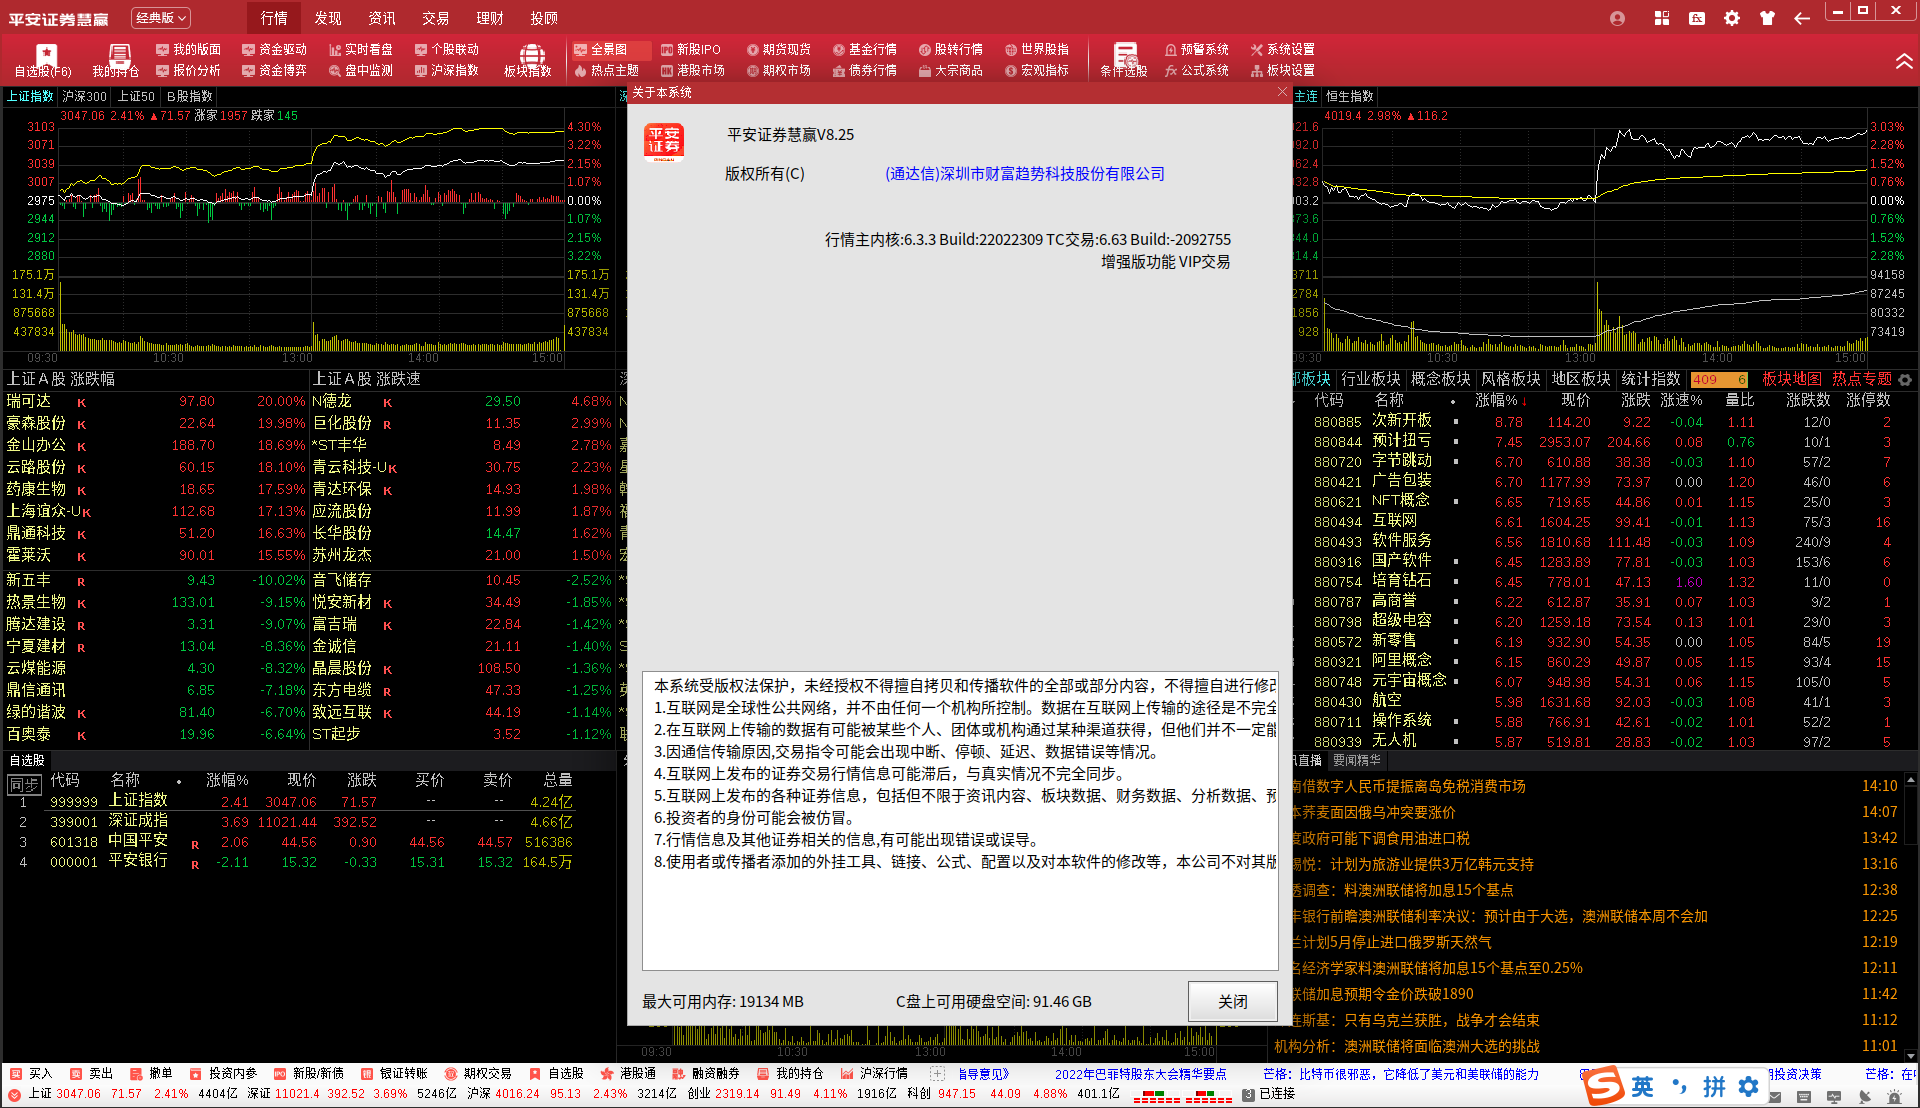 平安证券慧赢 经典版 行情 发现 资讯 交易 理财 投顾
自选股(F6) 我的持仓 我的版面 资金驱动 实时看盘 个股联动 板块指数 全景图 新股IPO 期货现货 基金行情 股转行情 世界股指 条件选股 预警系统 系统设置
报价分析 资金博弈 盘中监测 沪深指数 热点主题 港股市场 期权市场 债券行情 大宗商品 宏观指标 公式系统 板块设置
上证指数 沪深300 上证50 B股指数
3047.06 2.41% ▲71.57 涨家1957 跌家145
3103 4.30%
3071 3.22%
3039 2.15%
3007 1.07%
2975 0.00%
2944 1.07%
2912 2.15%
2880 3.22%
175.1万 175.1万
131.4万 131.4万
875668 875668
437834 437834
09:30 10:30 13:00 14:00 15:00
上证Ａ股 涨跌幅
瑞可达 K 97.80 20.00%
豪森股份 K 22.64 19.98%
金山办公 K 188.70 18.69%
云路股份 K 60.15 18.10%
药康生物 K 18.65 17.59%
上海谊众-U K 112.68 17.13%
鼎通科技 K 51.20 16.63%
霍莱沃 K 90.01 15.55%
新五丰 R 9.43 -10.02%
热景生物 K 133.01 -9.15%
腾达建设 R 3.31 -9.07%
宁夏建材 R 13.04 -8.36%
云煤能源 4.30 -8.32%
鼎信通讯 6.85 -7.18%
绿的谐波 K 81.40 -6.70%
百奥泰 K 19.96 -6.64%
上证Ａ股 涨跌速
N德龙 K 29.50 4.68%
巨化股份 R 11.35 2.99%
*ST丰华 8.49 2.78%
青云科技-U K 30.75 2.23%
青达环保 K 14.93 1.98%
应流股份 11.99 1.87%
长华股份 14.47 1.62%
苏州龙杰 21.00 1.50%
音飞储存 10.45 -2.52%
悦安新材 K 34.49 -1.85%
富吉瑞 K 22.84 -1.42%
金诚信 21.11 -1.40%
晶晨股份 K 108.50 -1.36%
东方电缆 R 47.33 -1.25%
致远互联 K 44.19 -1.14%
ST起步 3.52 -1.12%
自选股
同步 代码 名称 涨幅% 现价 涨跌 买价 卖价 总量
1 999999 上证指数 2.41 3047.06 71.57 -- -- 4.24亿
2 399001 深证成指 3.69 11021.44 392.52 -- -- 4.66亿
3 601318 中国平安 R 2.06 44.56 0.90 44.56 44.57 516386
4 000001 平安银行 R -2.11 15.32 -0.33 15.31 15.32 164.5万
关于本系统
平安证券
平安证券慧赢V8.25
版权所有(C) (通达信)深圳市财富趋势科技股份有限公司
行情主内核:6.3.3 Build:22022309 TC交易:6.63 Build:-2092755
增强版功能 VIP交易
本系统受版权法保护，未经授权不得擅自拷贝和传播软件的全部或部分内容，不得擅自进行修改
1.互联网是全球性公共网络，并不由任何一个机构所控制。数据在互联网上传输的途径是不完全
2.在互联网上传输的数据有可能被某些个人、团体或机构通过某种渠道获得，但他们并不一定能
3.因通信传输原因,交易指令可能会出现中断、停顿、延迟、数据错误等情况。
4.互联网上发布的证券交易行情信息可能滞后，与真实情况不完全同步。
5.互联网上发布的各种证券信息，包括但不限于资讯内容、板块数据、财务数据、分析数据、预
6.投资者的身份可能会被仿冒。
7.行情信息及其他证券相关的信息,有可能出现错误或误导。
8.使用者或传播者添加的外挂工具、链接、公式、配置以及对本软件的修改等，本公司不对其版
最大可用内存: 19134 MB C盘上可用硬盘空间: 91.46 GB 关闭
09:30 10:30 13:00 14:00 15:00
主连 恒生指数
4019.4 2.98% ▲116.2
3.03%
2.28%
1.52%
0.76%
0.00%
0.76%
1.52%
2.28%
94158
87245
80332
73419
09:30 10:30 13:00 14:00 15:00
部板块 行业板块 概念板块 风格板块 地区板块 统计指数 409 6 板块地图 热点专题
代码 名称 涨幅%↓ 现价 涨跌 涨速% 量比 涨跌数 涨停数
880885 次新开板 8.78 114.20 9.22 -0.04 1.11 12/0 2
880844 预计扭亏 7.45 2953.07 204.66 0.08 0.76 10/1 3
880720 字节跳动 6.70 610.88 38.38 -0.03 1.10 57/2 7
880421 广告包装 6.70 1177.99 73.97 0.00 1.20 46/0 6
880621 NFT概念 6.65 719.65 44.86 0.01 1.15 25/0 3
880494 互联网 6.61 1604.25 99.41 -0.01 1.13 75/3 16
880493 软件服务 6.56 1810.68 111.48 -0.03 1.09 240/9 4
880916 国产软件 6.45 1283.89 77.81 -0.03 1.03 153/6 6
880754 培育钻石 6.45 778.01 47.13 1.60 1.32 11/0 0
880787 高商誉 6.22 612.87 35.91 0.07 1.03 9/2 1
880798 超级电容 6.20 1259.18 73.54 0.13 1.01 29/0 3
880572 新零售 6.19 932.90 54.35 0.00 1.05 84/5 19
880921 阿里概念 6.15 860.29 49.87 0.05 1.15 93/4 15
880748 元宇宙概念 6.07 948.98 54.31 0.06 1.15 105/0 5
880430 航空 5.98 1631.68 92.03 -0.03 1.08 41/1 3
880711 操作系统 5.88 766.91 42.61 -0.02 1.01 52/2 1
880939 无人机 5.87 519.81 28.83 -0.02 1.03 97/2 5
直播 要闻精华
南借数字人民币提振离岛免税消费市场 14:10
本荞麦面因俄乌冲突要涨价 14:07
度政府可能下调食用油进口税 13:42
锡悦：计划为旅游业提供3万亿韩元支持 13:16
透调查：料澳洲联储将加息15个基点 12:38
丰银行前瞻澳洲联储利率决议：预计由于大选，澳洲联储本周不会加 12:25
兰计划5月停止进口俄罗斯天然气 12:19
名经济学家料澳洲联储将加息15个基点至0.25% 12:11
联储加息预期令金价跌破1890 11:42
连斯基：只有乌克兰获胜，战争才会结束 11:12
机构分析：澳洲联储将面临澳洲大选的挑战 11:01
买入 卖出 撤单 投资内参 新股/新债 银证转账 期权交易 自选股 港股通 融资融券 我的持仓 沪深行情 指导意见》 2022年巴菲特股东大会精华要点 芒格：比特币很邪恶，它降低了美元和美联储的能力 期投资决策 芒格：在
上证 3047.06 71.57 2.41% 4404亿 深证 11021.4 392.52 3.69% 5246亿 沪深 4016.24 95.13 2.43% 3214亿 创业 2319.14 91.49 4.11% 1916亿 科创 947.15 44.09 4.88% 401.1亿 3 已连接
英 拼